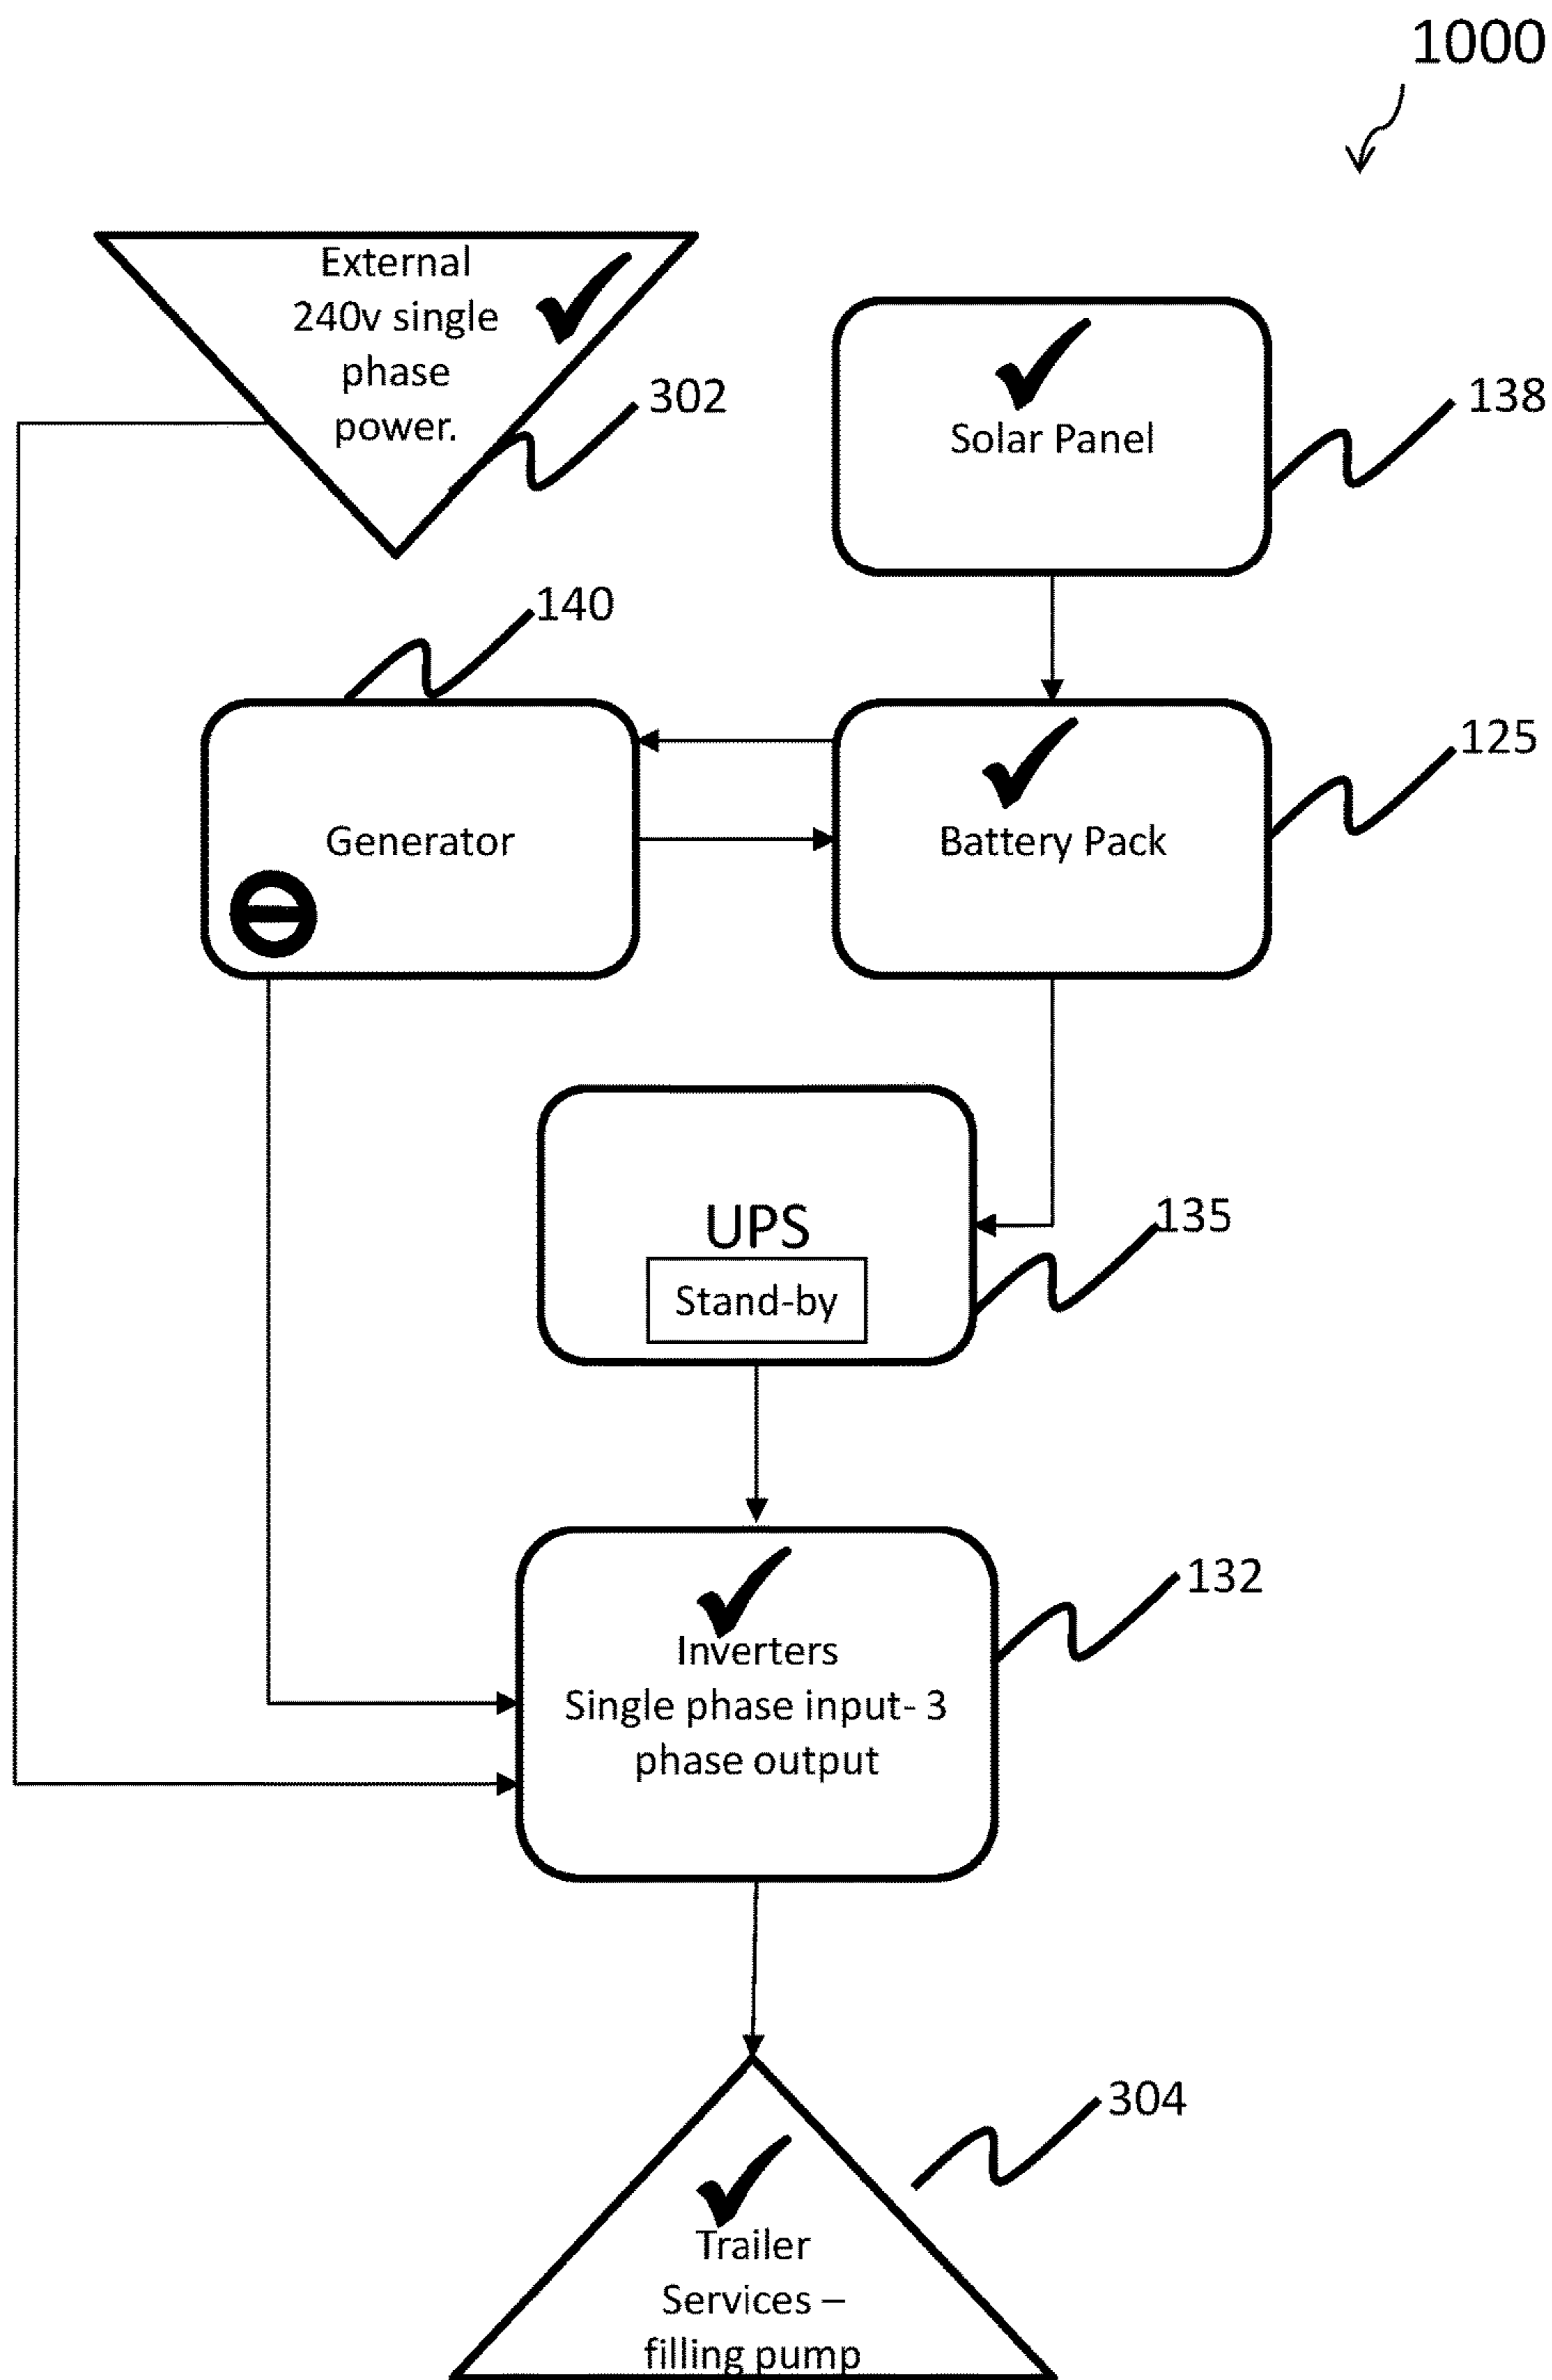 1000
External
240v single
phase
power.
302
Solar Panel
138
140
Generator
Battery Pack
125
UPS
Stand-by
135
Inverters
Single phase input- 3
phase output
132
Trailer
Services –
filling pump
304